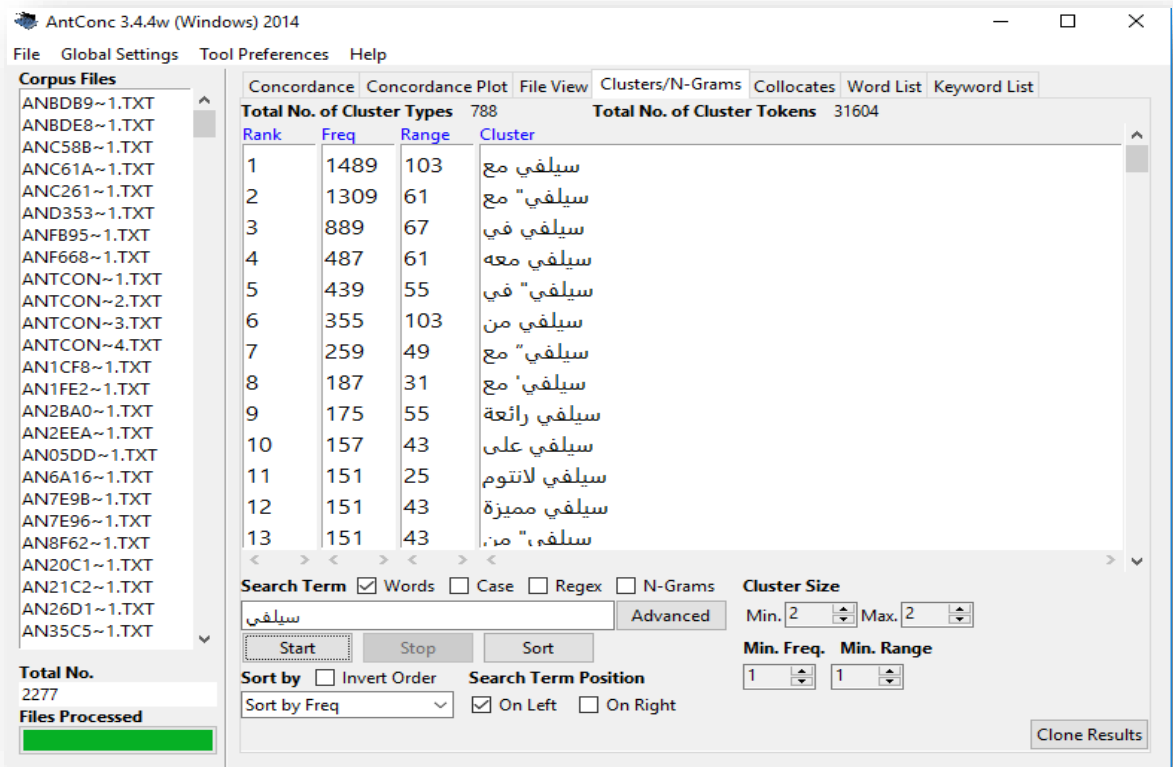 AntConc 3.4.4w (Windows) 2014
File Global Settings Tool Preferences Help
Corpus Files
ANBDB9~1.TXT
ANBDE8~1.TXT
ANC58B~1.TXT
ANC61A~1.TXT
ANC261~1.TXT
AND353~1.TXT
ANFB95~1.TXT
ANF668~1.TXT
ANTCON~1.TXT
ANTCON~2.TXT
ANTCON~3.TXT
ANTCON~4.TXT
AN1CF8~1.TXT
AN1FE2~1.TXT
AN2BA0~1.TXT
AN2EEA~1.TXT
AN05DD~1.TXT
AN6A16~1.TXT
AN7E9B~1.TXT
AN7E96~1.TXT
AN8F62~1.TXT
AN20C1~1.TXT
AN21C2~1.TXT
AN26D1~1.TXT
AN35C5~1.TXT
Total No.
2277
Files Processed
Concordance Concordance Plot File View Clusters/N-Grams Collocates Word List Keyword List
Total No. of Cluster Types 788 Total No. of Cluster Tokens 31604
Rank Freq Range Cluster
1 1489 103 سيلفي مع
2 1309 61 سيلفي" مع
3 889 67 سيلفي في
4 487 61 سيلفي معه
5 439 55 سيلفي" في
6 355 103 سيلفي من
7 259 49 سيلفي” مع
8 187 31 سيلفي' مع
9 175 55 سيلفي رائعة
10 157 43 سيلفي على
11 151 25 سيلفي لانتوم
12 151 43 سيلفي مميزة
13 151 43 سيلفي" من
Search Term Words Case Regex N-Grams Cluster Size
سيلفي Advanced Min. 2 Max. 2
Start Stop Sort Min. Freq. Min. Range
Sort by Invert Order Search Term Position 1 1
Sort by Freq On Left On Right
Clone Results